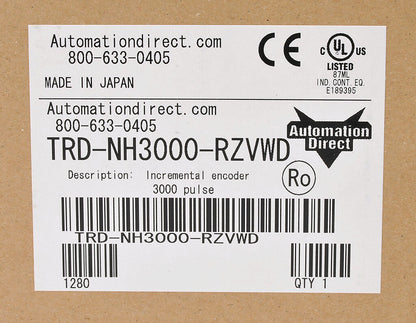 Automationdirect.com
800-633-0405
MADE IN JAPAN
CE
C UL US
LISTED
87ML
IND. CONT. EQ.
E189395
Automationdirect.com
800-633-0405
Automation
Direct
TRD-NH3000-RZVWD
Description: Incremental encoder
3000 pulse
Ro
TRD-NH3000-RZVWD
1280
QTY 1